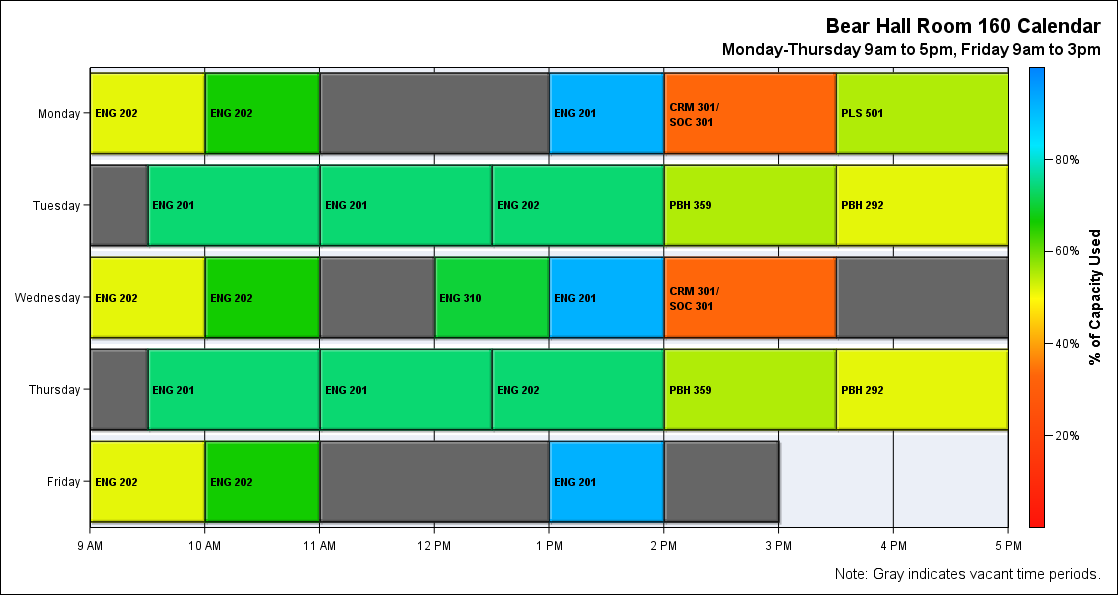 Bear Hall Room 160 Calendar
Monday-Thursday 9am to 5pm, Friday 9am to 3pm
Monday
ENG 202
ENG 202
ENG 201
CRM 301/
SOC 301
PLS 501
Tuesday
ENG 201
ENG 201
ENG 202
PBH 359
PBH 292
Wednesday
ENG 202
ENG 202
ENG 310
ENG 201
CRM 301/
SOC 301
Thursday
ENG 201
ENG 201
ENG 202
PBH 359
PBH 292
Friday
ENG 202
ENG 202
ENG 201
9 AM
10 AM
11 AM
12 PM
1 PM
2 PM
3 PM
4 PM
5 PM
80%
60%
40%
20%
% of Capacity Used
Note: Gray indicates vacant time periods.